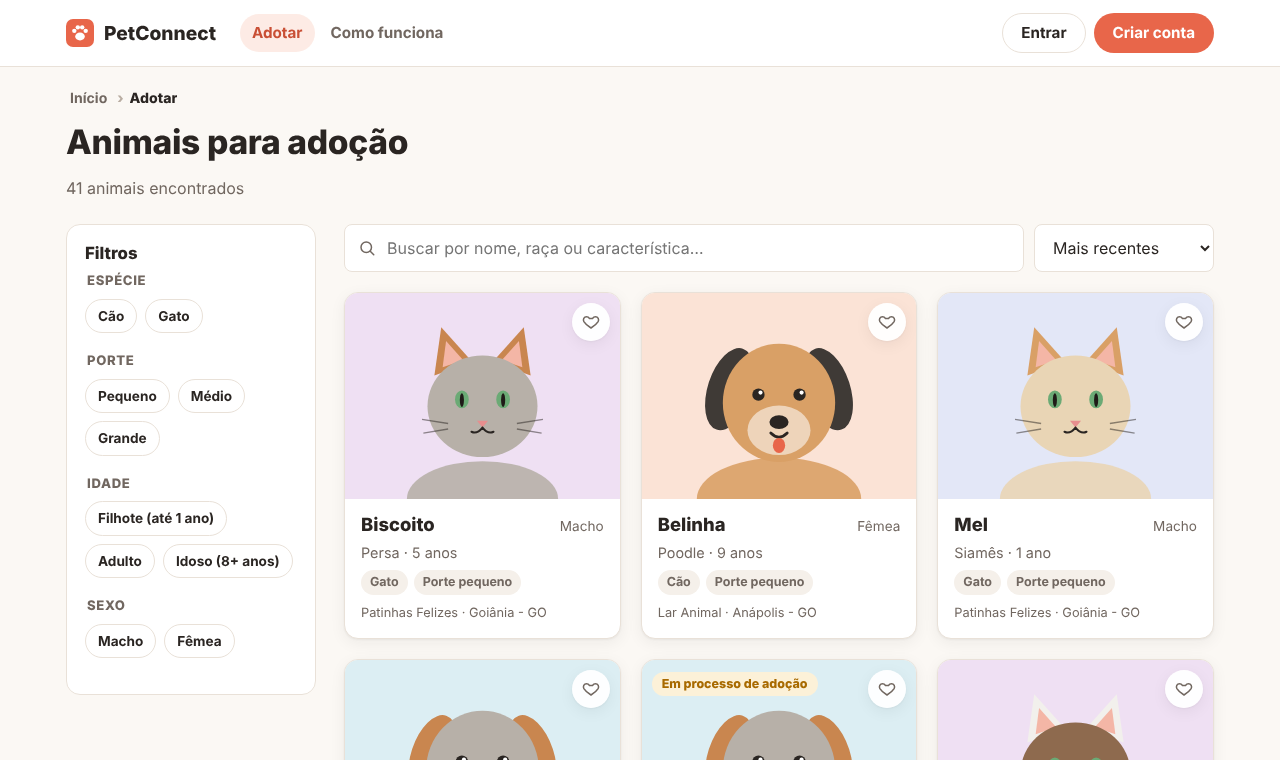 PetConnect
Adotar
Como funciona
Entrar
Criar conta
Início › Adotar
Animais para adoção
41 animais encontrados
Filtros
ESPÉCIE
Cão
Gato
PORTE
Pequeno
Médio
Grande
IDADE
Filhote (até 1 ano)
Adulto
Idoso (8+ anos)
SEXO
Macho
Fêmea
Buscar por nome, raça ou característica...
Mais recentes
Biscoito
Macho
Persa · 5 anos
Gato
Porte pequeno
Patinhas Felizes · Goiânia - GO
Belinha
Fêmea
Poodle · 9 anos
Cão
Porte pequeno
Lar Animal · Anápolis - GO
Mel
Macho
Siamês · 1 ano
Gato
Porte pequeno
Patinhas Felizes · Goiânia - GO
Em processo de adoção